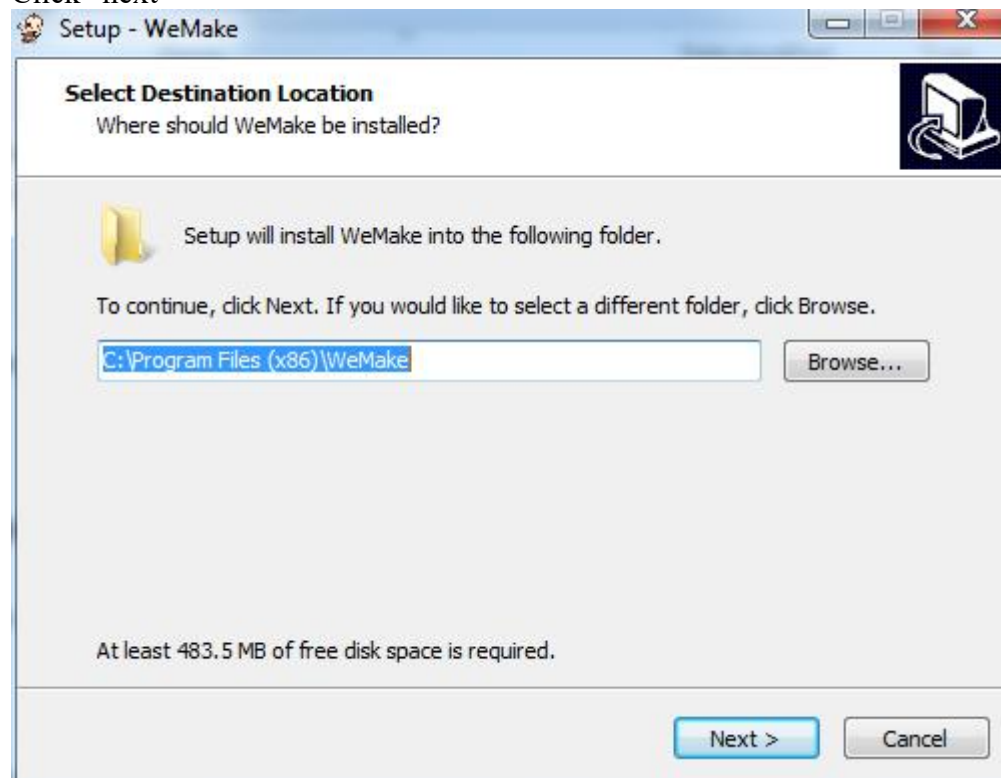 Click "next"
Setup - WeMake
Select Destination Location
Where should WeMake be installed?
Setup will install WeMake into the following folder.
To continue, click Next. If you would like to select a different folder, click Browse.
C:\Program Files (x86)\WeMake
Browse...
At least 483.5 MB of free disk space is required.
Next >
Cancel